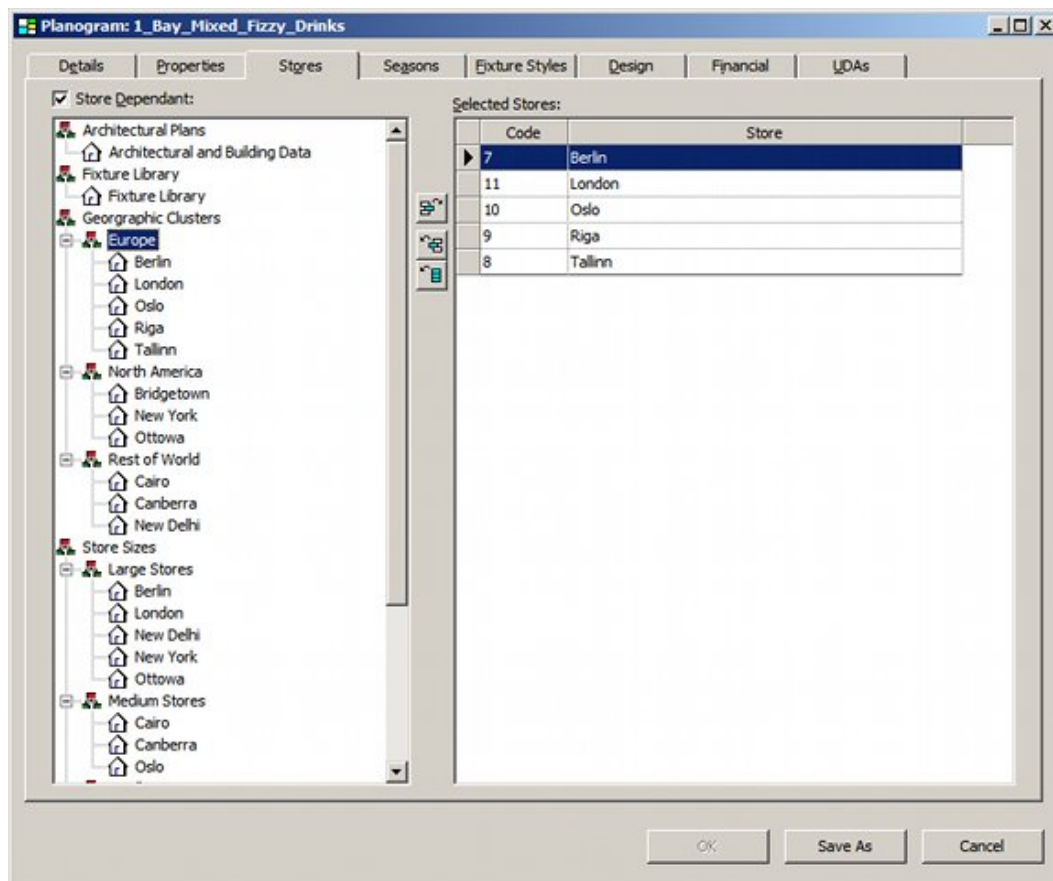 Planogram: 1_Bay_Mixed_Fizzy_Drinks
Details Properties Stores Seasons Fixture Styles Design Financial UDAs
Store Dependant:
Selected Stores:
Architectural Plans
Architectural and Building Data
Fixture Library
Fixture Library
Georgraphic Clusters
Europe
Berlin
London
Oslo
Riga
Tallinn
North America
Bridgetown
New York
Ottowa
Rest of World
Cairo
Canberra
New Delhi
Store Sizes
Large Stores
Berlin
London
New Delhi
New York
Ottowa
Medium Stores
Cairo
Canberra
Oslo
Code Store
7 Berlin
11 London
10 Oslo
9 Riga
8 Tallinn
OK Save As Cancel